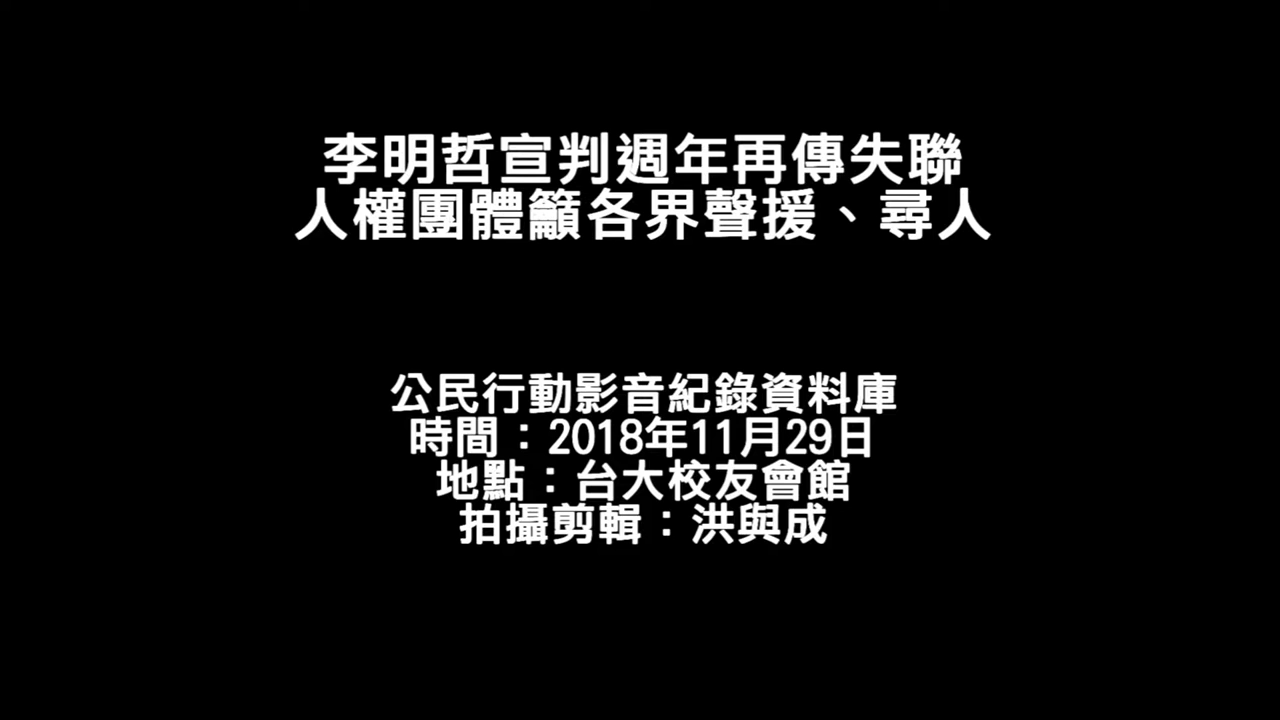 李明哲宣判週年再傳失聯
人權團體籲各界聲援、尋人
公民行動影音紀錄資料庫
時間：2018年11月29日
地點：台大校友會館
拍攝剪輯：洪與成